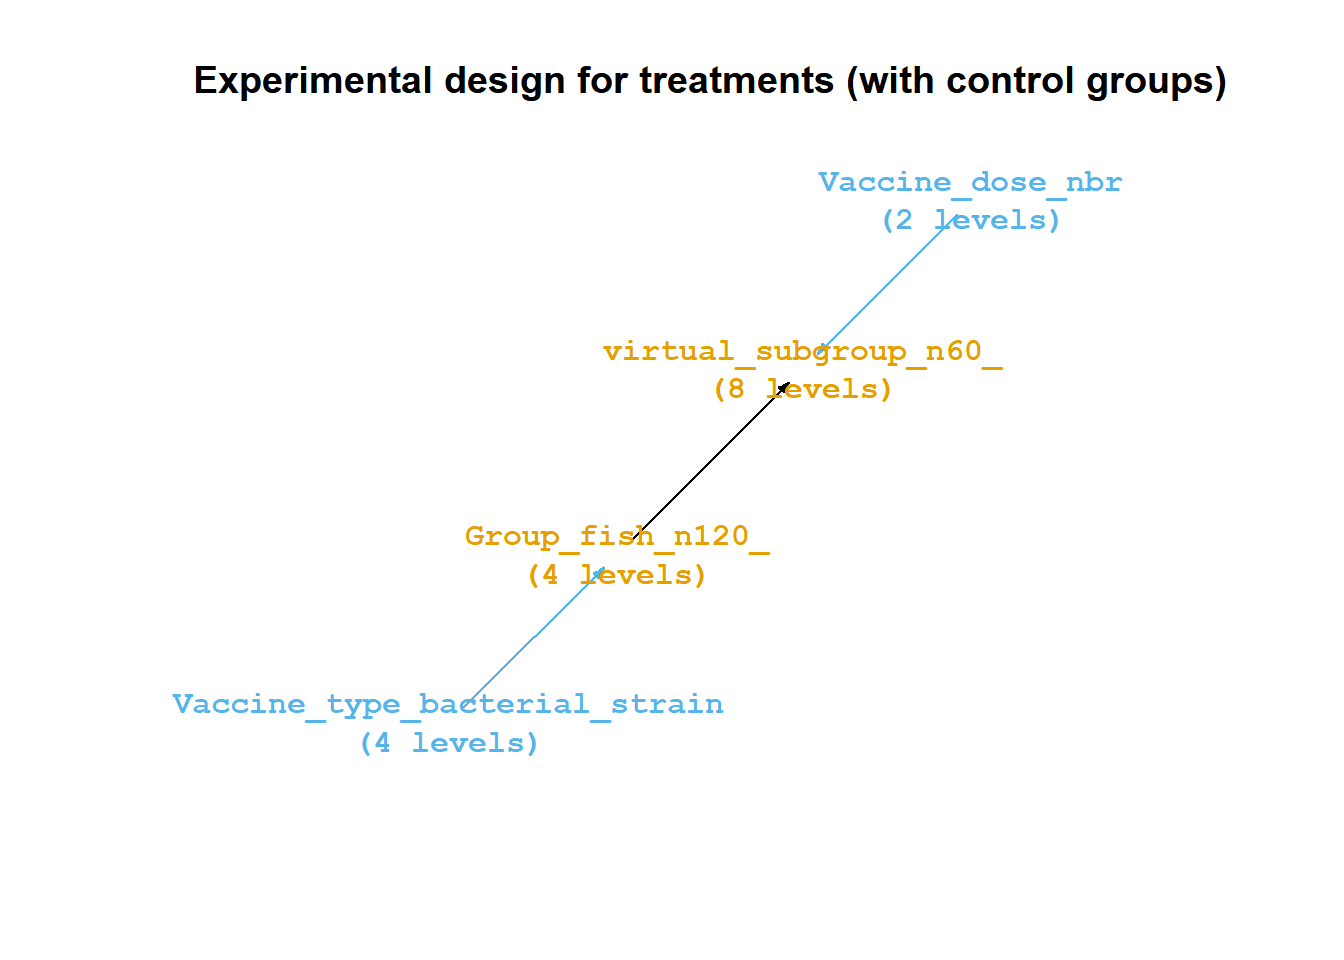 Experimental design for treatments (with control groups)
Vaccine_dose_nbr
(2 levels)
virtual_subgroup_n60_
(8 levels)
Group_fish_n120_
(4 levels)
Vaccine_type_bacterial_strain
(4 levels)